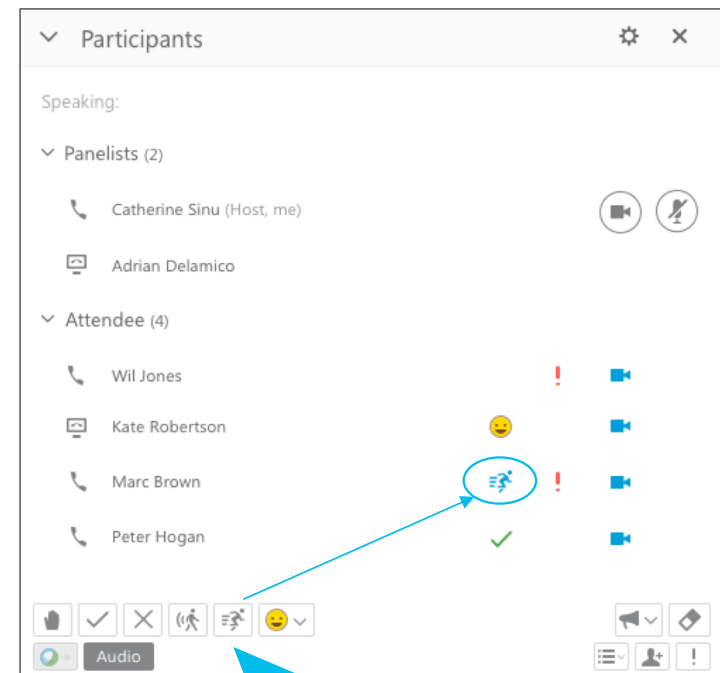 Participants
Speaking:
Panelists (2)
Catherine Sinu (Host, me)
Adrian Delamico
Attendee (4)
Wil Jones
Kate Robertson
Marc Brown
Peter Hogan
Audio